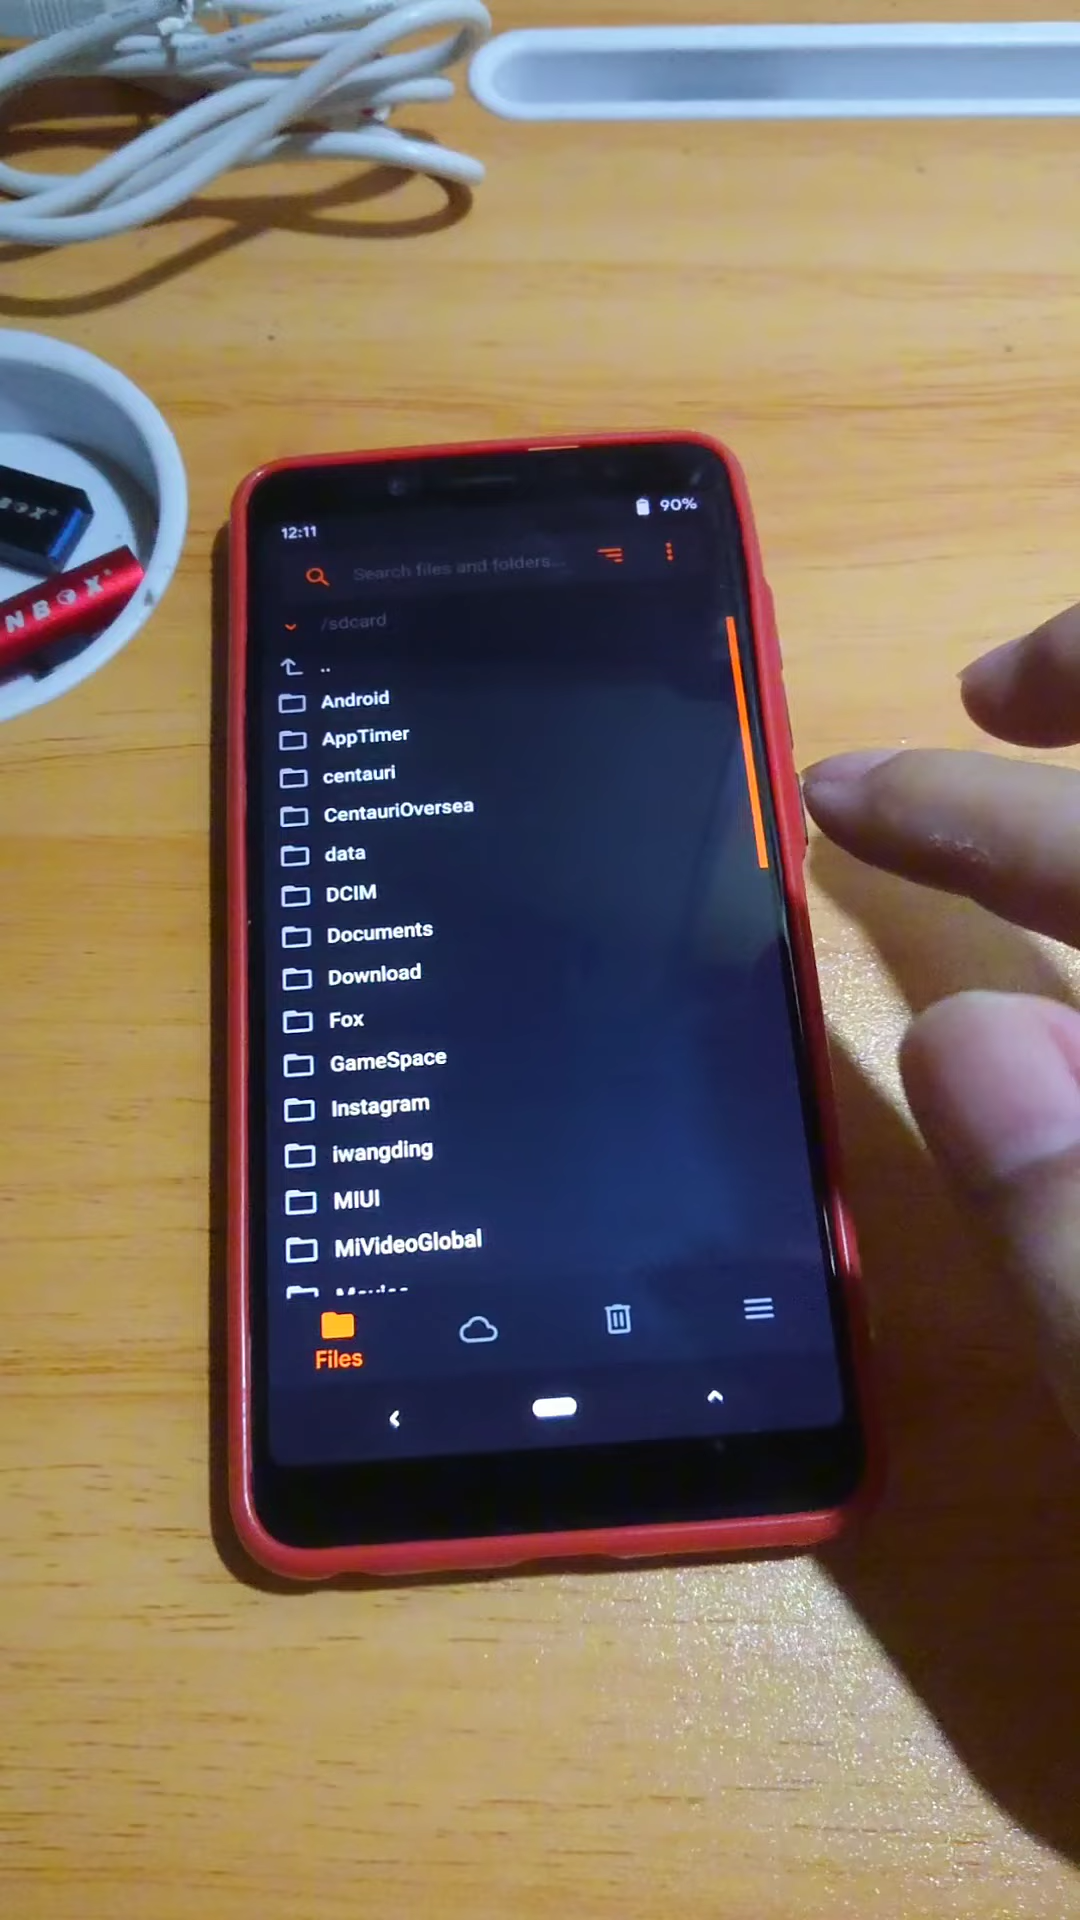 12:11
90%
Search files and folders...
/sdcard
..
Android
AppTimer
centauri
CentauriOversea
data
DCIM
Documents
Download
Fox
GameSpace
Instagram
iwangding
MIUI
MiVideoGlobal
Movies
Files
NBOX